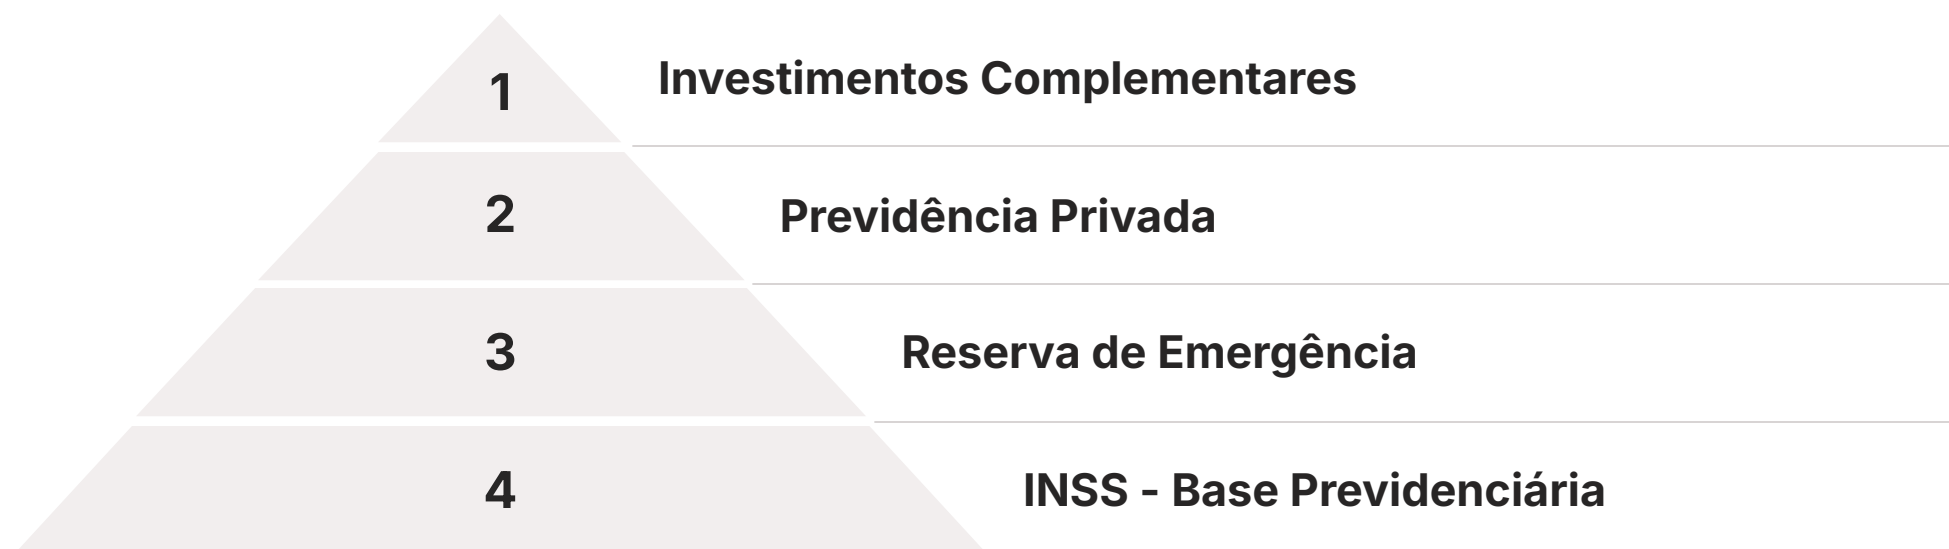 1
Investimentos Complementares
2
Previdência Privada
3
Reserva de Emergência
4
INSS - Base Previdenciária